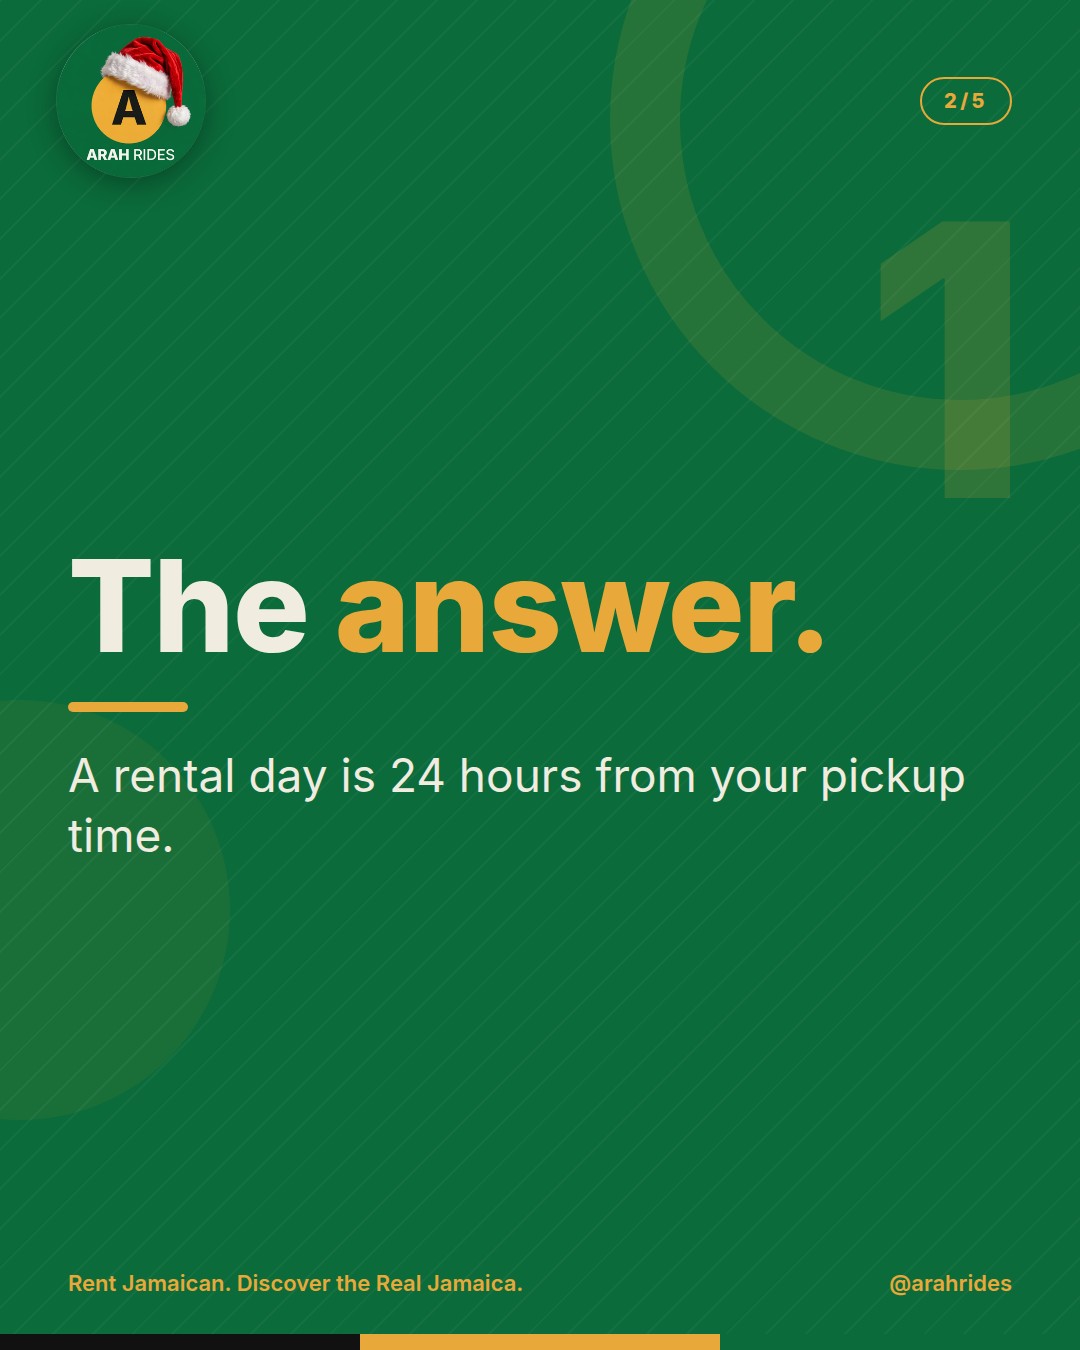 A
ARAH RIDES
2/5
1
The answer.
A rental day is 24 hours from your pickup
time.
Rent Jamaican. Discover the Real Jamaica.
@arahrides